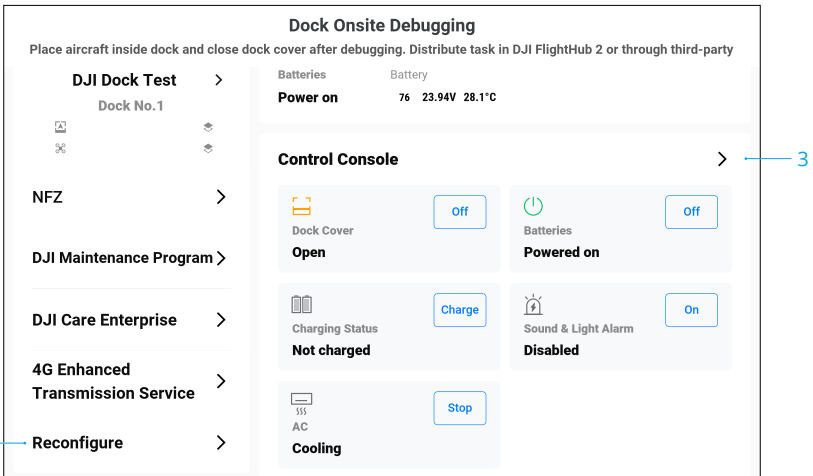 Dock Onsite Debugging
Place aircraft inside dock and close dock cover after debugging. Distribute task in DJI FlightHub 2 or through third-party
DJI Dock Test
Dock No.1
NFZ
DJI Maintenance Program
DJI Care Enterprise
4G Enhanced
Transmission Service
Reconfigure
Batteries
Battery
Power on
76 23.94V 28.1°C
Control Console
3
Dock Cover
Open
Off
Batteries
Powered on
Off
Charging Status
Not charged
Charge
Sound & Light Alarm
Disabled
On
AC
Cooling
Stop